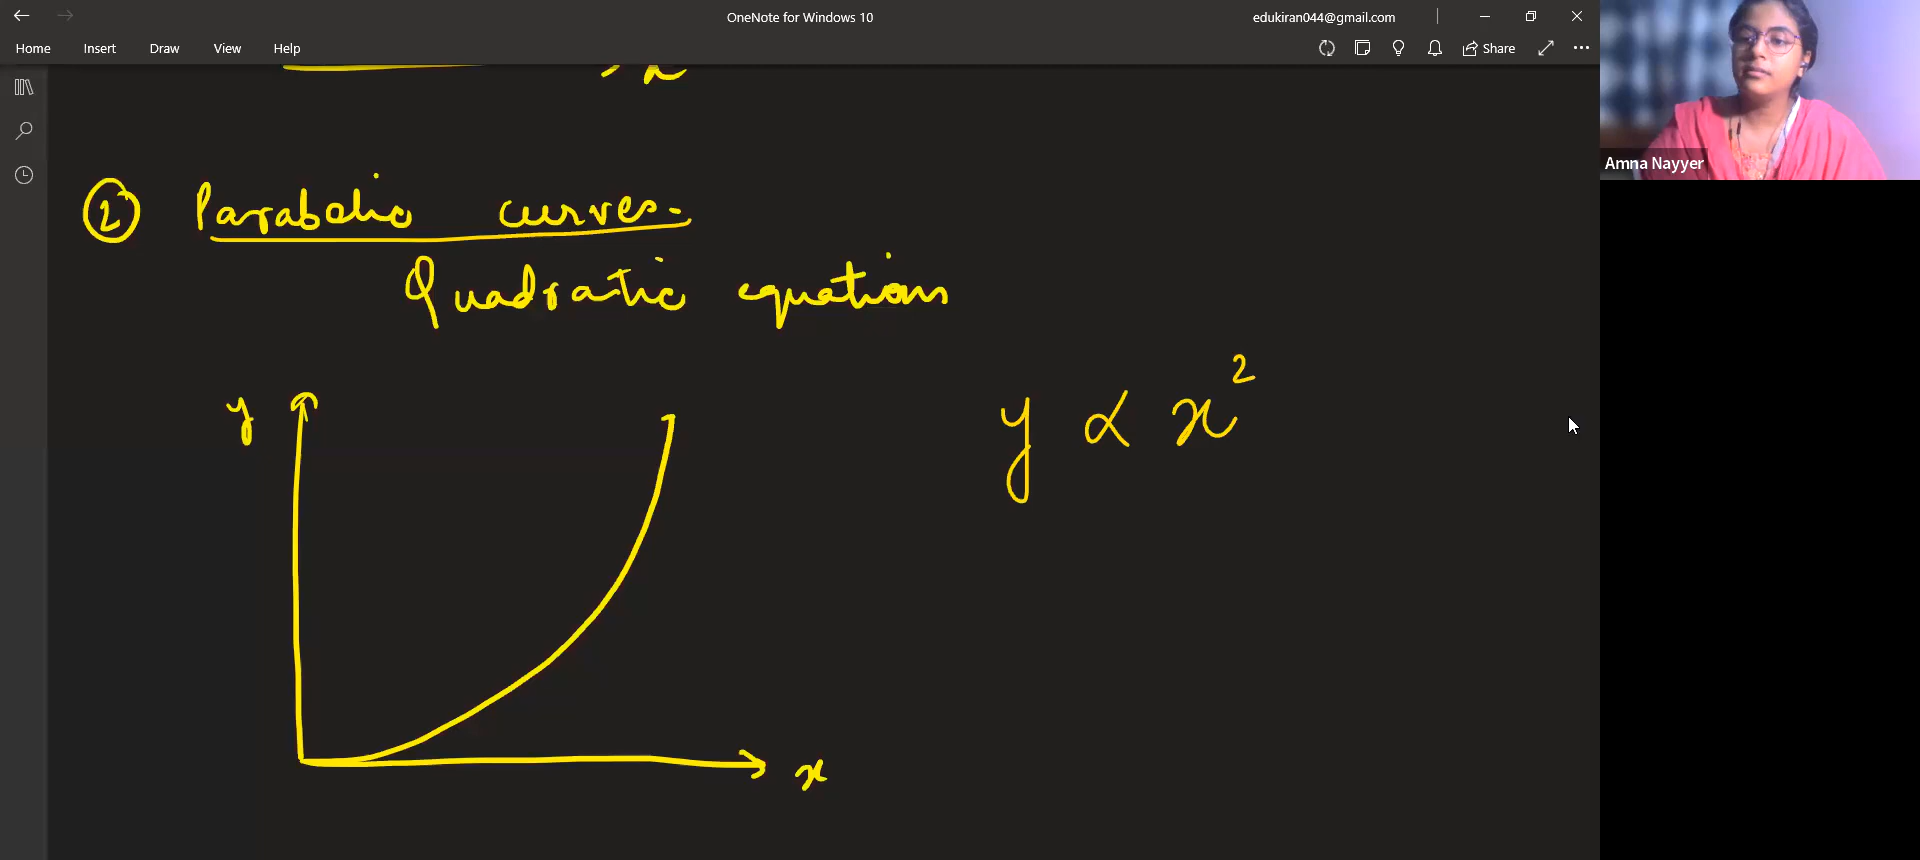 OneNote for Windows 10
edukiran044@gmail.com
Home Insert Draw View Help
Share
Amna Nayyer
2 Parabolic curves-
Quadratic equations
y
y ∝ x²
x